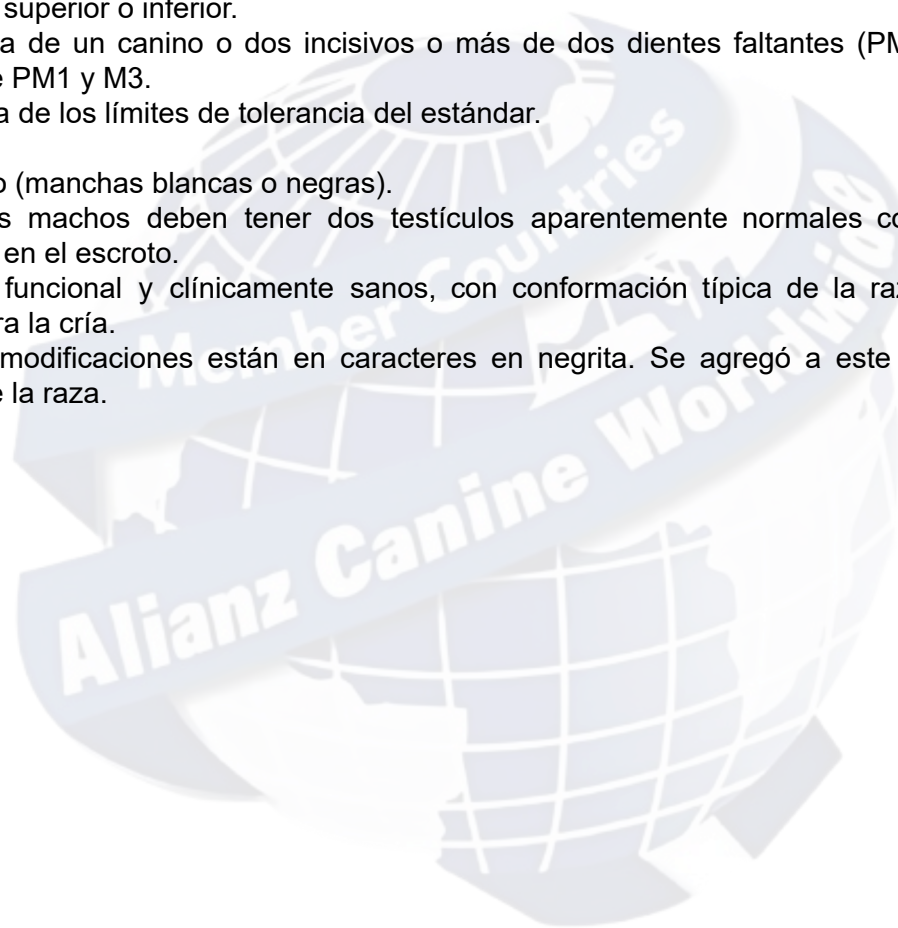 superior o inferior.
a de un canino o dos incisivos o más de dos dientes faltantes (PM
e PM1 y M3.
a de los límites de tolerancia del estándar.
o (manchas blancas o negras).
s machos deben tener dos testículos aparentemente normales co
en el escroto.
funcional y clínicamente sanos, con conformación típica de la ra
ra la cría.
modificaciones están en caracteres en negrita. Se agregó a este
e la raza.
Member Countries
Alianz Canine Worldwide